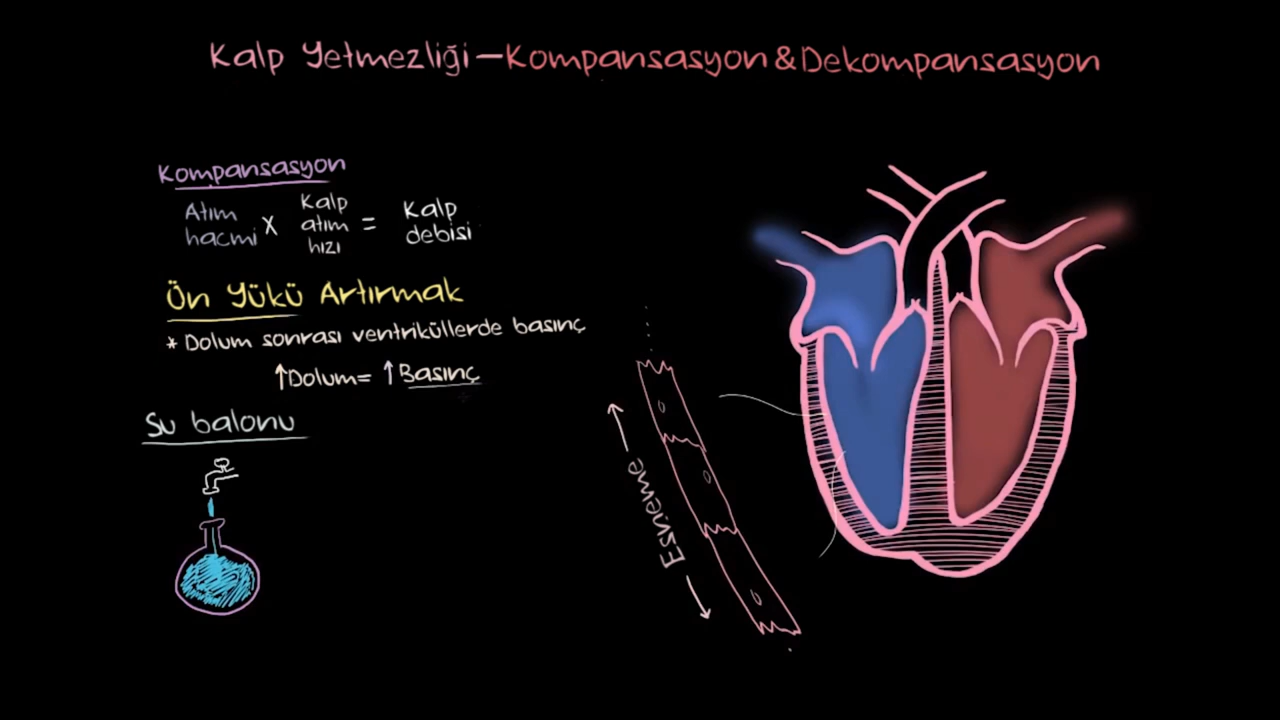 Kalp Yetmezliği—Kompansasyon&Dekompansasyon
Kompansasyon
Atım hacmi x Kalp atım hızı = Kalp debisi
Ön Yükü Artırmak
* Dolum sonrası ventriküllerde basınç
↑Dolum= ↑Basınç
Su balonu
← Esneme →